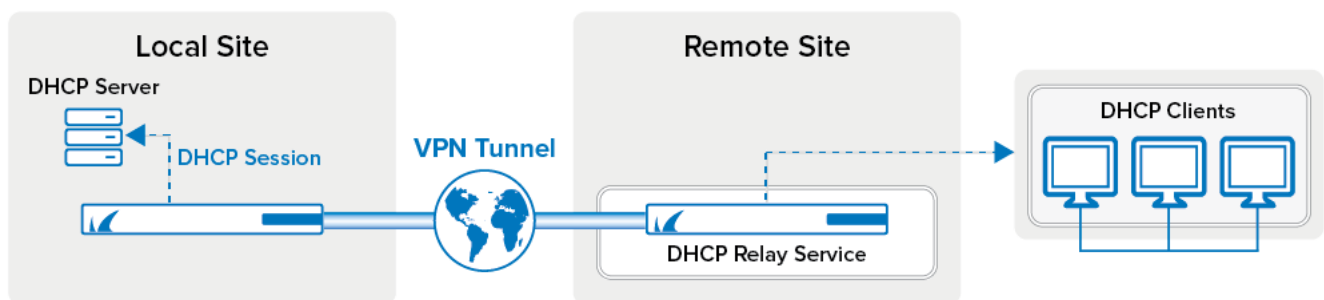 Local Site
DHCP Server
DHCP Session
VPN Tunnel
Remote Site
DHCP Relay Service
DHCP Clients